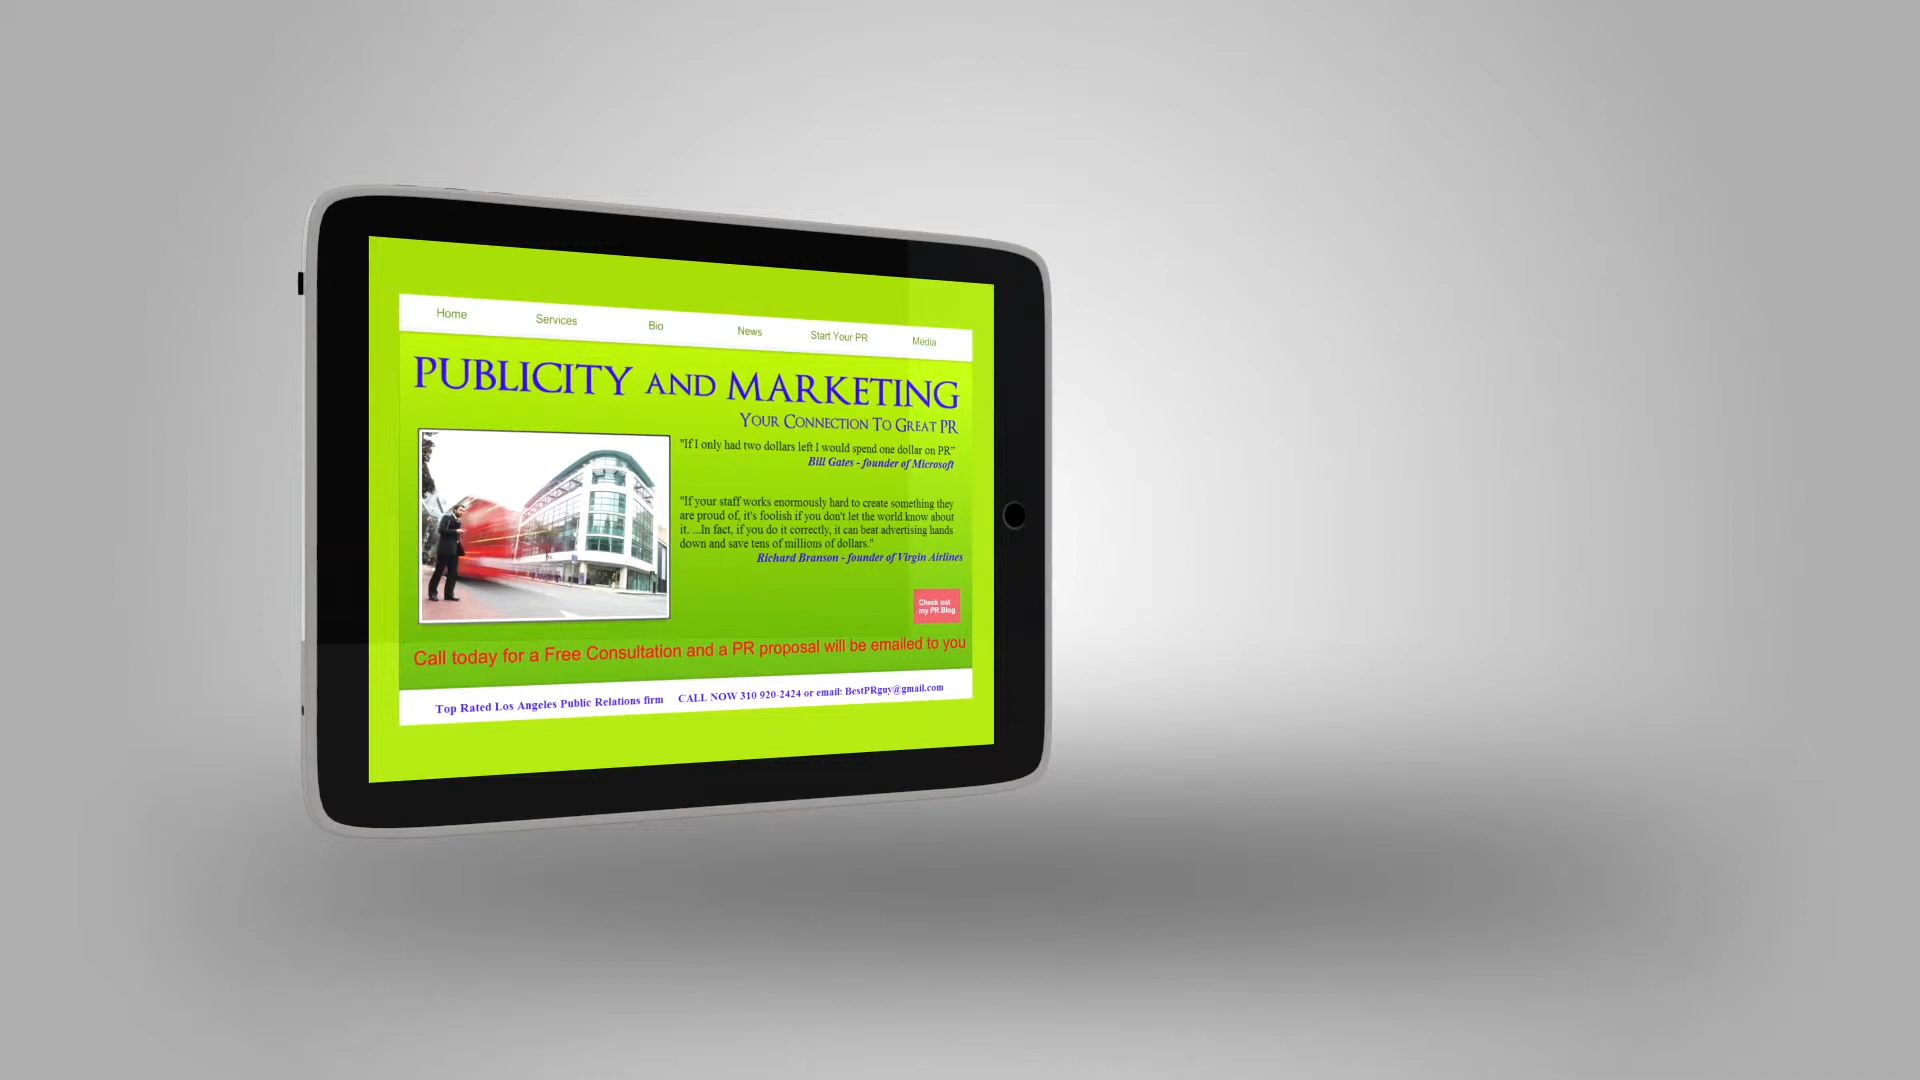 Home Services Bio News Start Your PR Media
PUBLICITY AND MARKETING
YOUR CONNECTION TO GREAT PR
"If I only had two dollars left I would spend one dollar on PR"
Bill Gates - founder of Microsoft
"If your staff works enormously hard to create something they
are proud of, it's foolish if you don't let the world know about
it. ...In fact, if you do it correctly, it can beat advertising hands
down and save tens of millions of dollars."
Richard Branson - founder of Virgin Airlines
Check out
my PR Blog
Call today for a Free Consultation and a PR proposal will be emailed to you
Top Rated Los Angeles Public Relations firm CALL NOW 310 920-2424 or email: BestPRguy@gmail.com